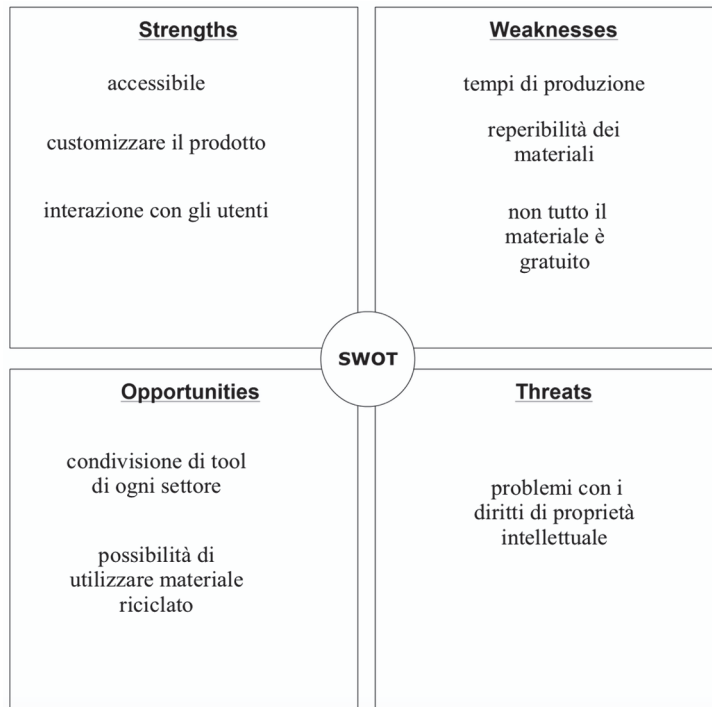 Strengths
accessibile
customizzare il prodotto
interazione con gli utenti
Weaknesses
tempi di produzione
reperibilità dei
materiali
non tutto il
materiale è
gratuito
SWOT
Opportunities
condivisione di tool
di ogni settore
possibilità di
utilizzare materiale
riciclato
Threats
problemi con i
diritti di proprietà
intellettuale